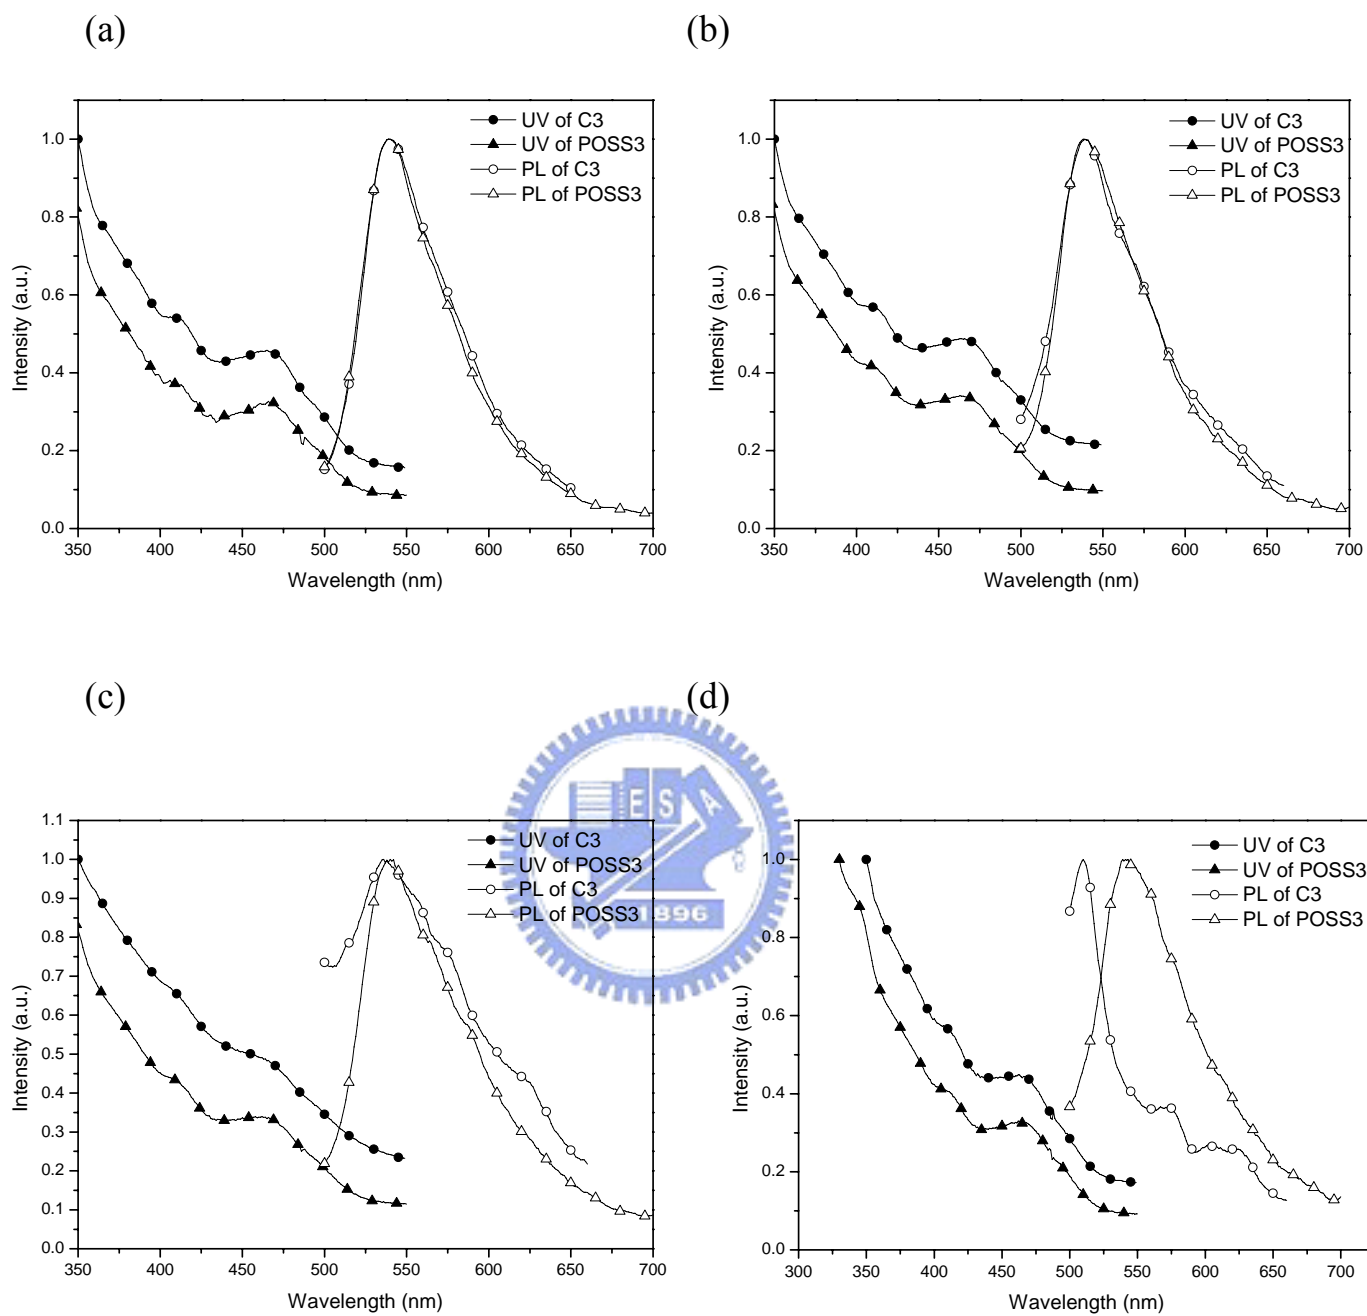 (a)
(b)
UV of C3
UV of POSS3
PL of C3
PL of POSS3
1.0
0.8
0.6
0.4
0.2
0.0
Intensity (a.u.)
350 400 450 500 550 600 650 700
Wavelength (nm)
UV of C3
UV of POSS3
PL of C3
PL of POSS3
1.0
0.8
0.6
0.4
0.2
0.0
Intensity (a.u.)
350 400 450 500 550 600 650 700
Wavelength (nm)
(c)
(d)
UV of C3
UV of POSS3
PL of C3
PL of POSS3
1.1
1.0
0.9
0.8
0.7
0.6
0.5
0.4
0.3
0.2
0.1
0.0
Intensity (a.u.)
350 400 450 500 550 600 650 700
Wavelength (nm)
E S A
1896
UV of C3
UV of POSS3
PL of C3
PL of POSS3
1.0
0.8
0.6
0.4
0.2
0.0
Intensity (a.u.)
300 350 400 450 500 550 600 650 700
Wavelength (nm)